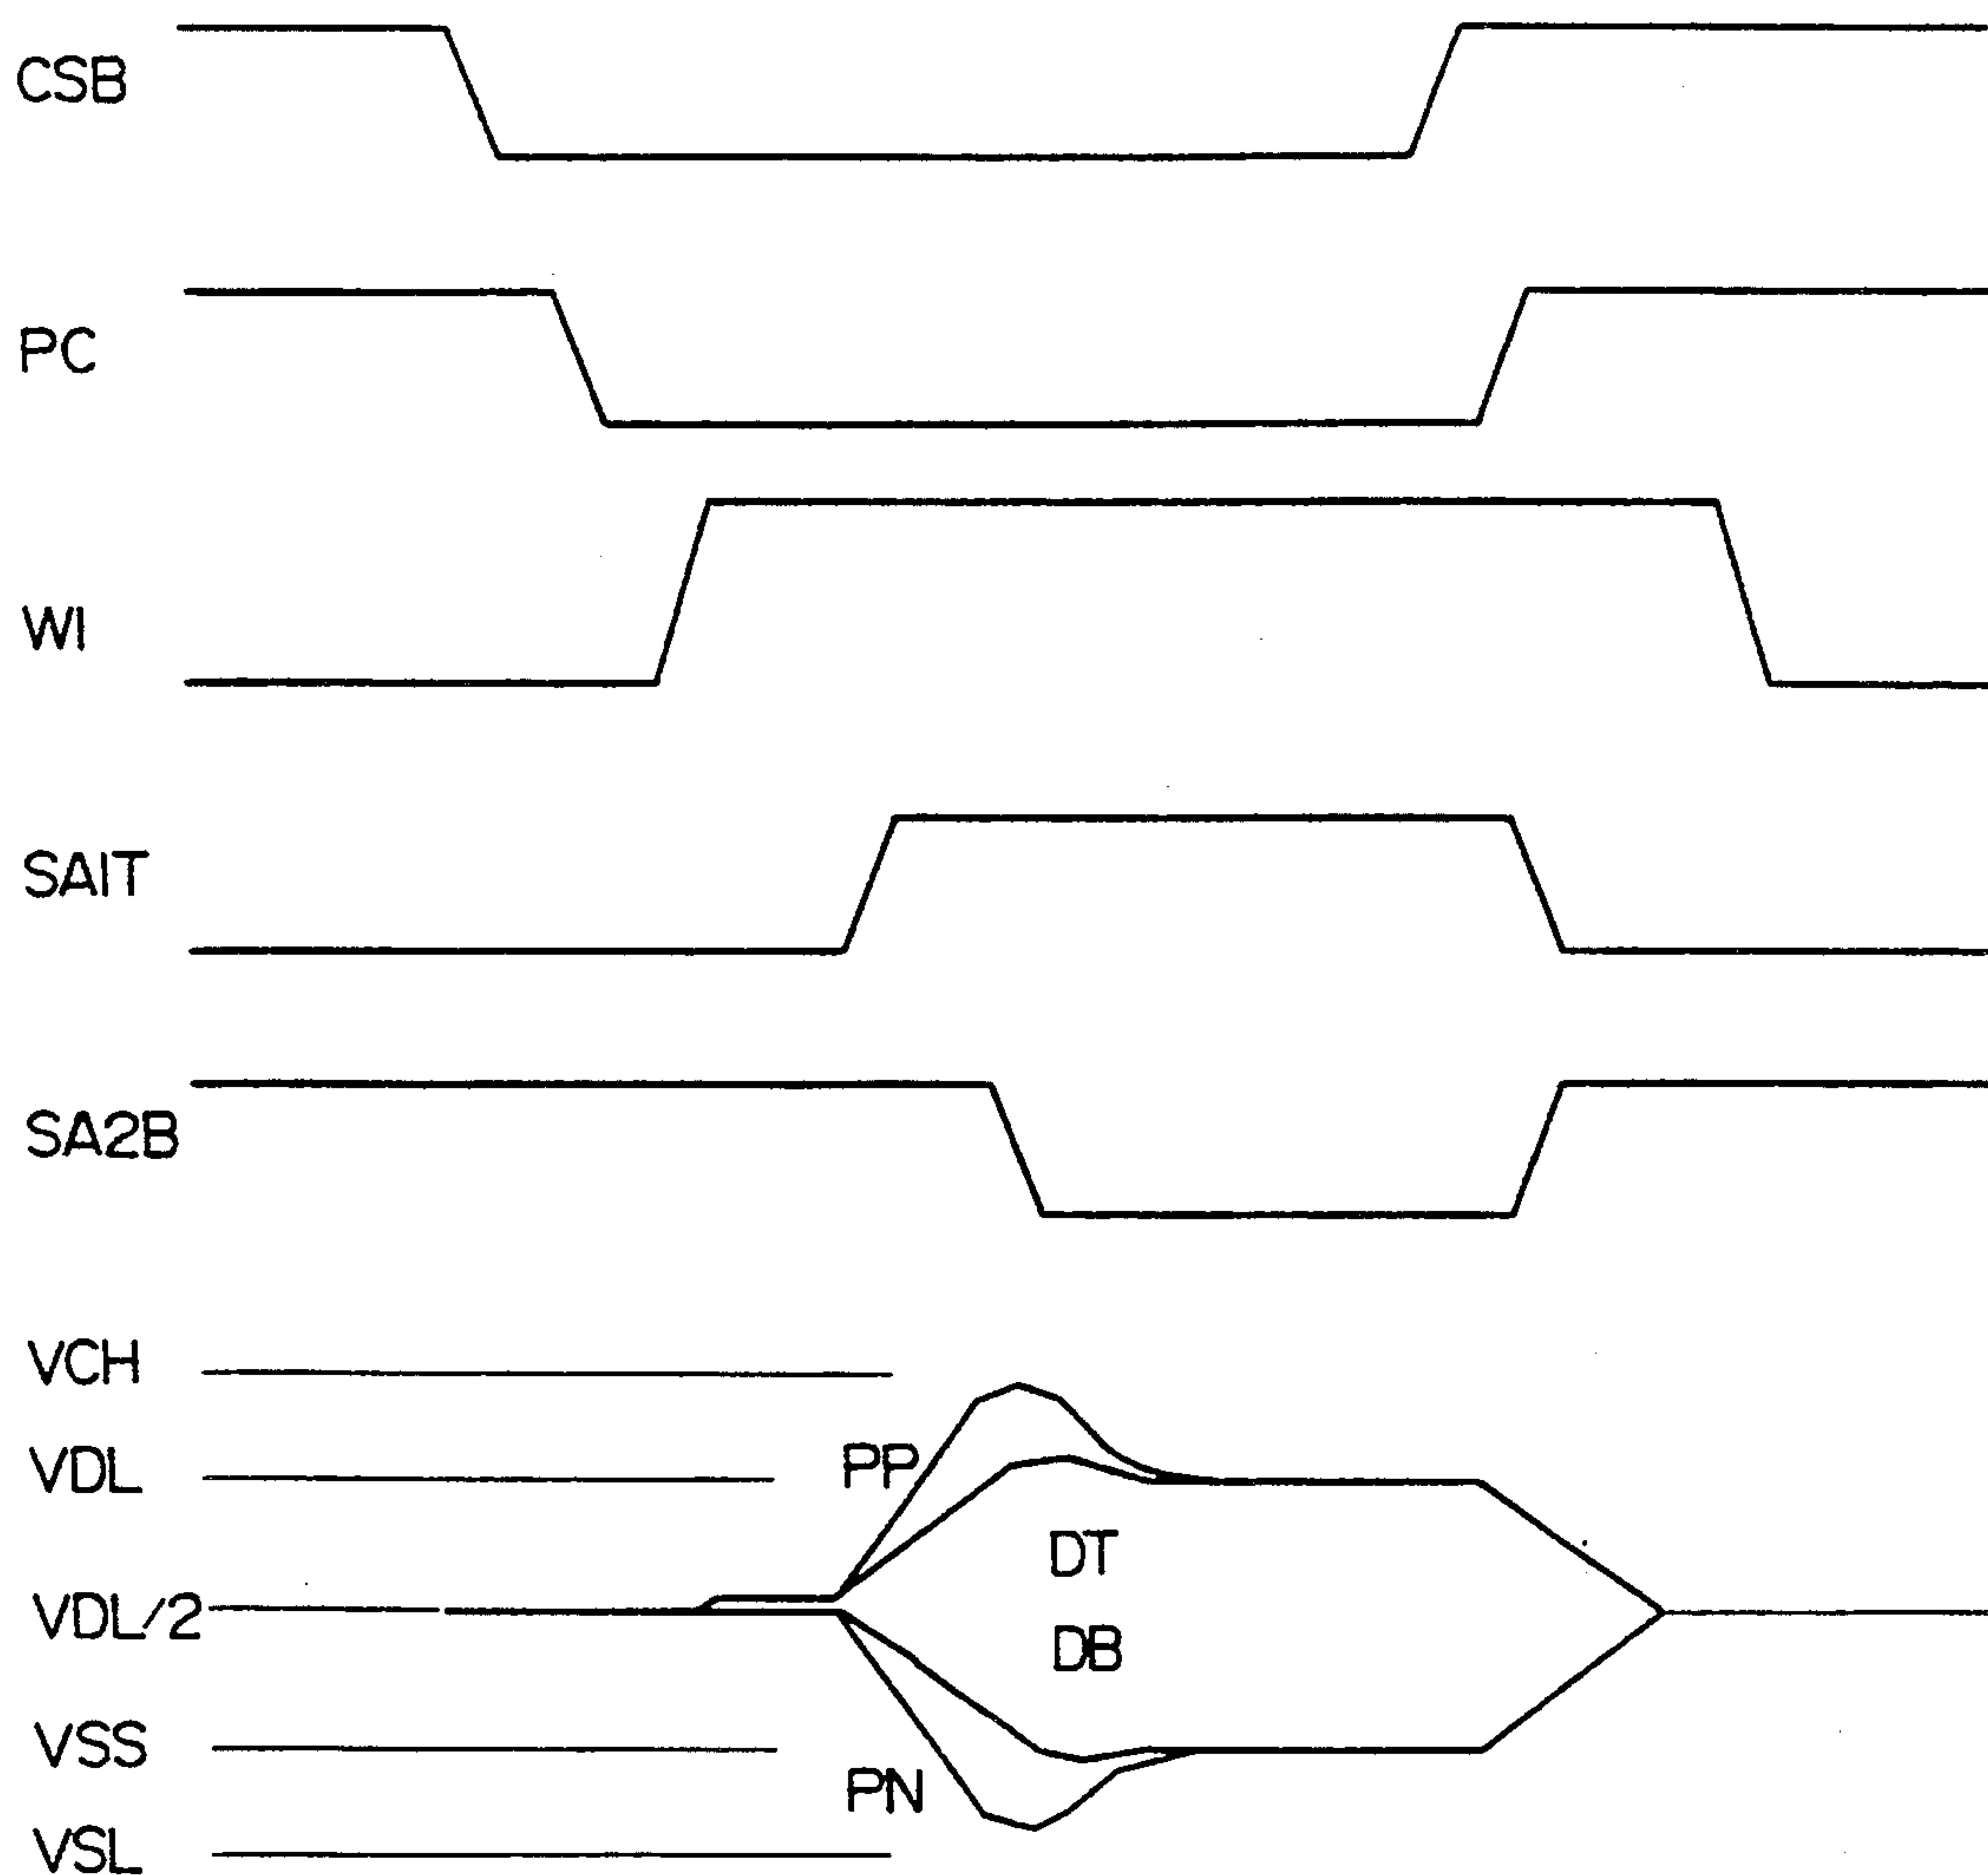 CSB
PC
WI
SAIT
SA2B
VCH
VDL
PP
DT
VDL/2
DB
VSS
PN
VSL